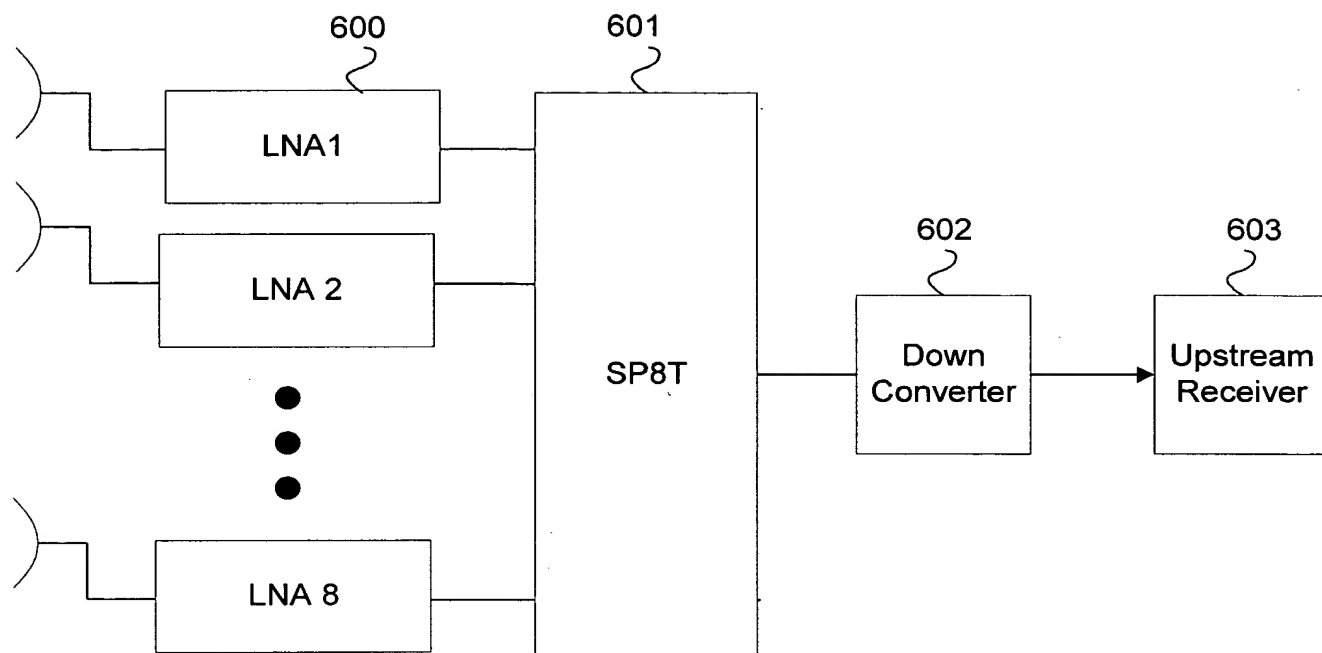 600
601
LNA1
LNA 2
602
603
SP8T
Down
Converter
Upstream
Receiver
LNA 8